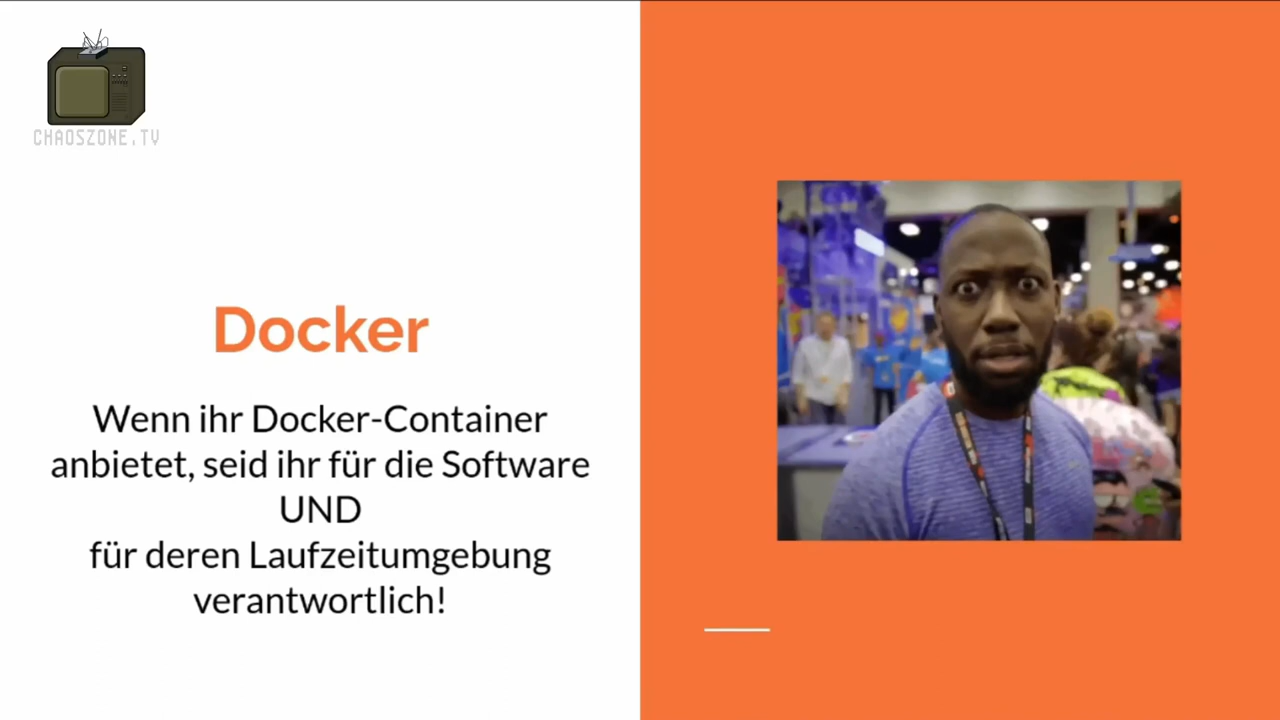 CHAOSZONE.TV
Docker
Wenn ihr Docker-Container
anbietet, seid ihr für die Software
UND
für deren Laufzeitumgebung
verantwortlich!